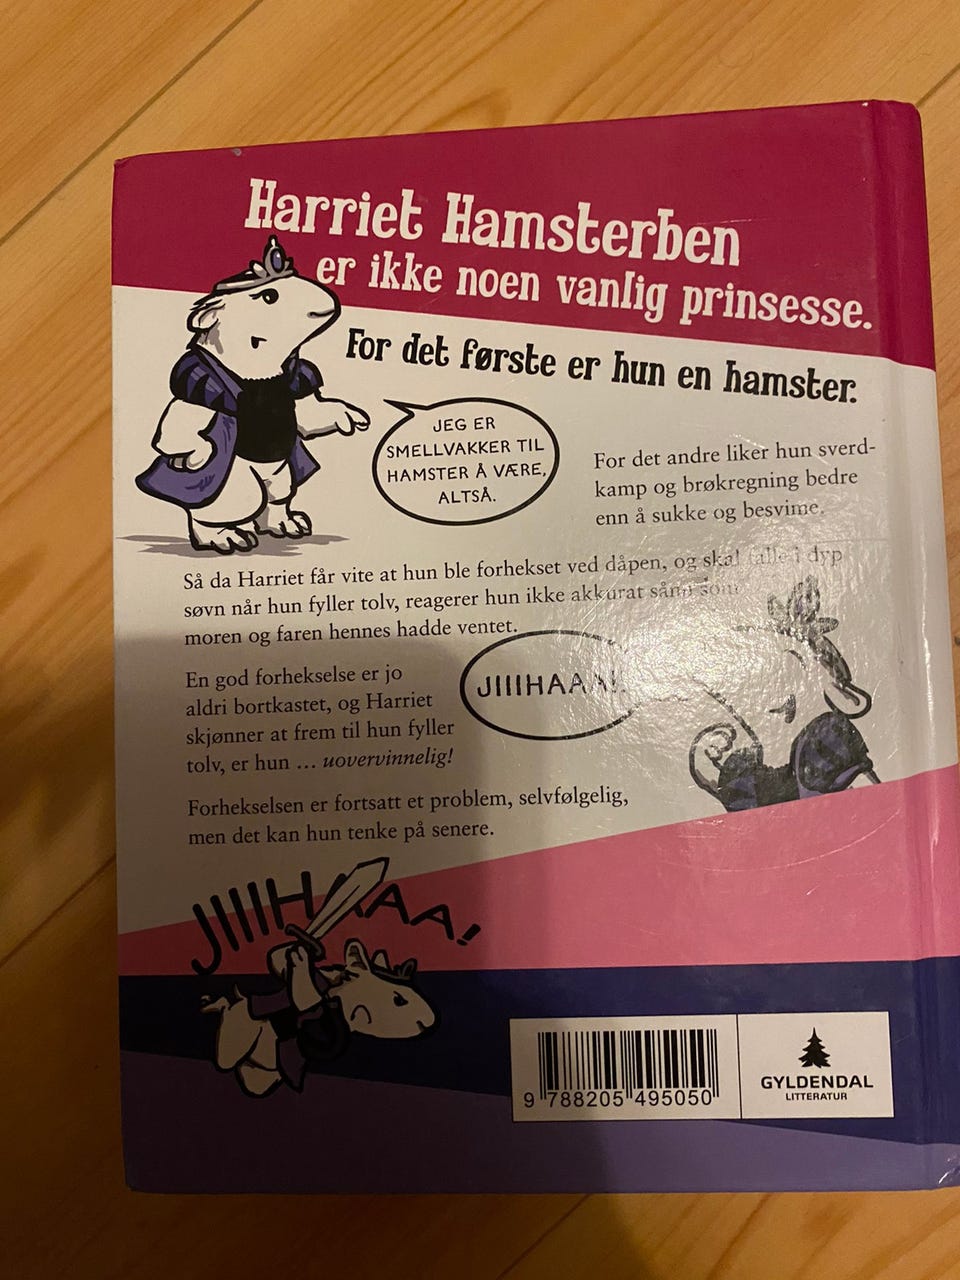 Harriet Hamsterben
er ikke noen vanlig prinsesse.
For det første er hun en hamster.
JEG ER
SMELLVAKKER TIL
HAMSTER Å VÆRE,
ALTSÅ.
For det andre liker hun sverd-
kamp og brøkregning bedre
enn å sukke og besvime.
Så da Harriet får vite at hun ble forhekset ved dåpen, og skal falle i dyp
søvn når hun fyller tolv, reagerer hun ikke akkurat sånn som
moren og faren hennes hadde ventet.
En god forhekselse er jo
aldri bortkastet, og Harriet
skjønner at frem til hun fyller
tolv, er hun … uovervinnelig!
JIIIHAAA!
Forhekselsen er fortsatt et problem, selvfølgelig,
men det kan hun tenke på senere.
JIIIHAAAA!
9 788205 495050
GYLDENDAL
LITTERATUR